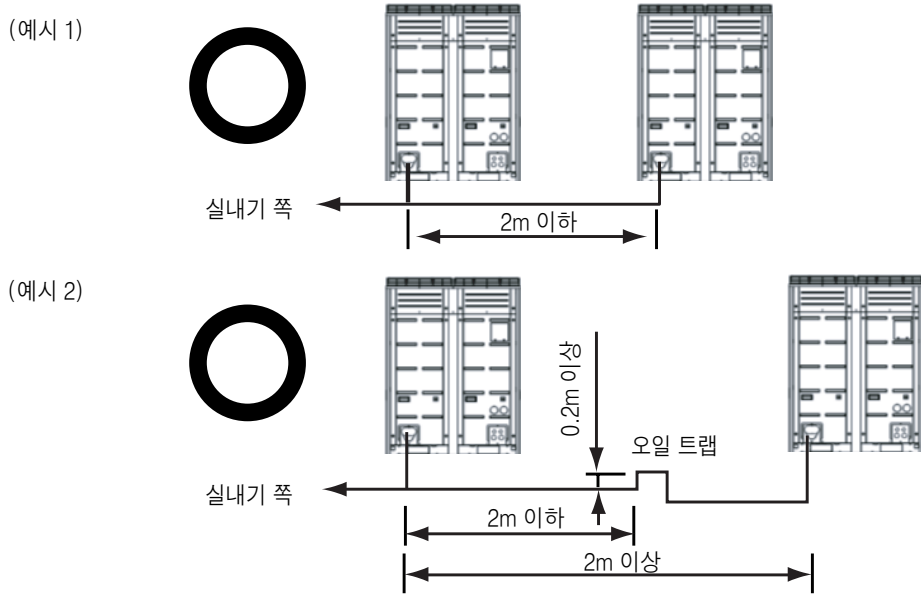 (예시 1)
실내기 쪽
2m 이하
(예시 2)
0.2m 이상
오일 트랩
실내기 쪽
2m 이하
2m 이상